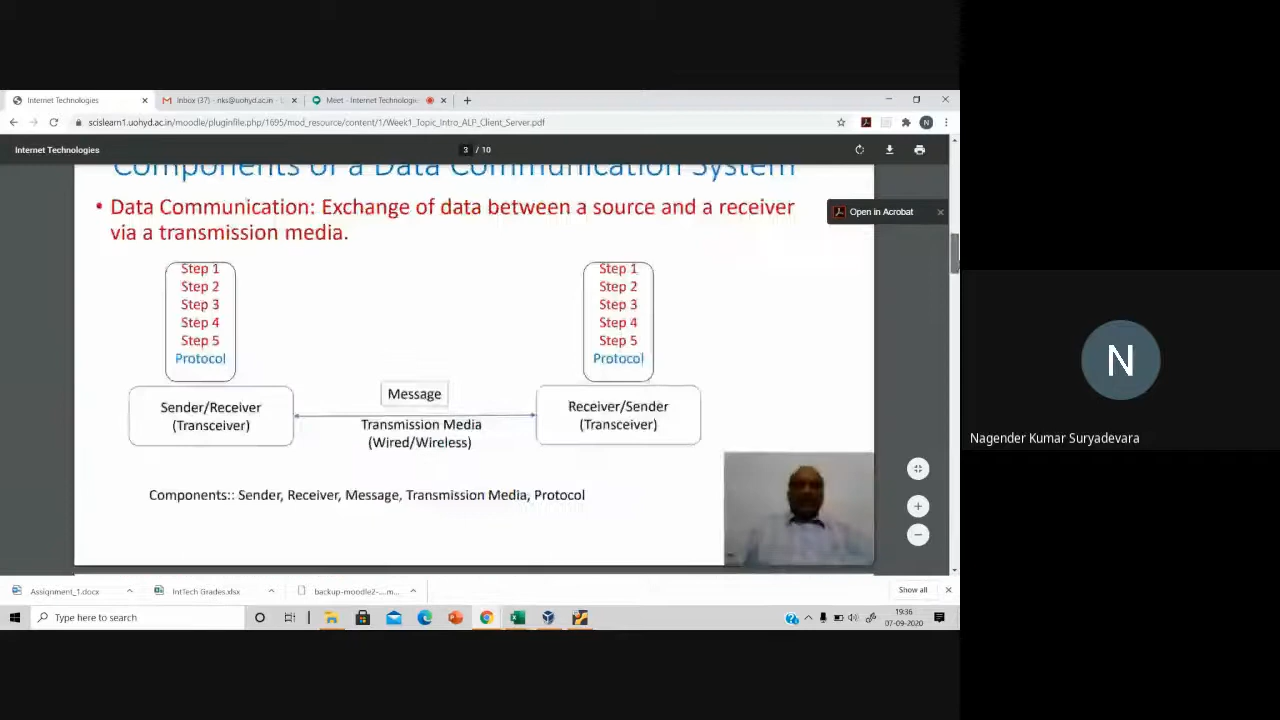 Internet Technologies
Inbox (37) - nks@uohyd.ac.in -
Meet - Internet Technologie
scislearn1.uohyd.ac.in/moodle/pluginfile.php/1695/mod_resource/content/1/Week1_Topic_Intro_ALP_Client_Server.pdf
N
Internet Technologies
3 / 10
Components of a Data Communication System
• Data Communication: Exchange of data between a source and a receiver
via a transmission media.
Open in Acrobat
Step 1
Step 2
Step 3
Step 4
Step 5
Protocol
Step 1
Step 2
Step 3
Step 4
Step 5
Protocol
Sender/Receiver
(Transceiver)
Message
Transmission Media
(Wired/Wireless)
Receiver/Sender
(Transceiver)
Components:: Sender, Receiver, Message, Transmission Media, Protocol
N
Nagender Kumar Suryadevara
Assignment_1.docx
IntTech Grades.xlsx
backup-moodle2-....m...
Show all
Type here to search
19:36
07-09-2020